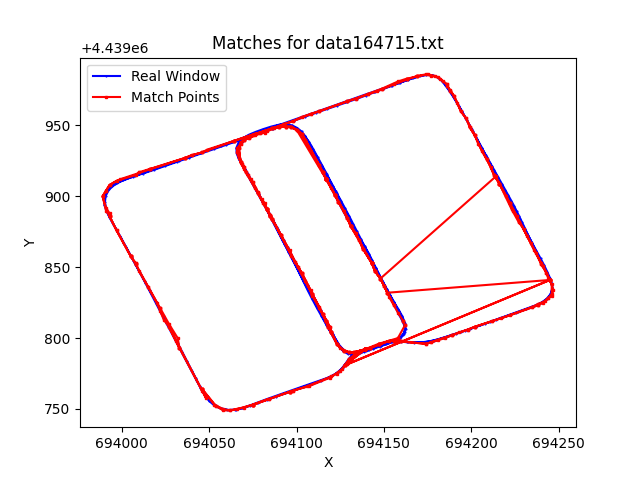 Matches for data164715.txt
+4.439e6
Real Window
Match Points
950
900
850
800
750
Y
694000 694050 694100 694150 694200 694250
X